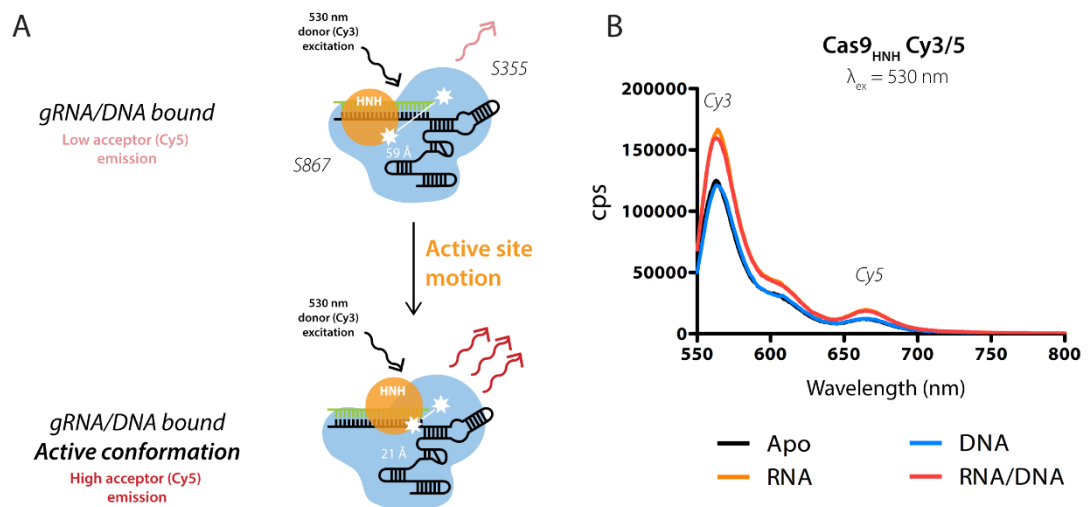 A
530 nm
donor (Cy3)
excitation
S355
HNH
gRNA/DNA bound
Low acceptor (Cy5)
emission
59 Å
S867
Active site
motion
530 nm
donor (Cy3)
excitation
HNH
gRNA/DNA bound
Active conformation
High acceptor (Cy5)
emission
21 Å
B
Cas9HNH Cy3/5
λex = 530 nm
Cy3
200000
150000
100000
50000
0
cps
Cy5
550 600 650 700 750 800
Wavelength (nm)
Apo DNA
RNA RNA/DNA